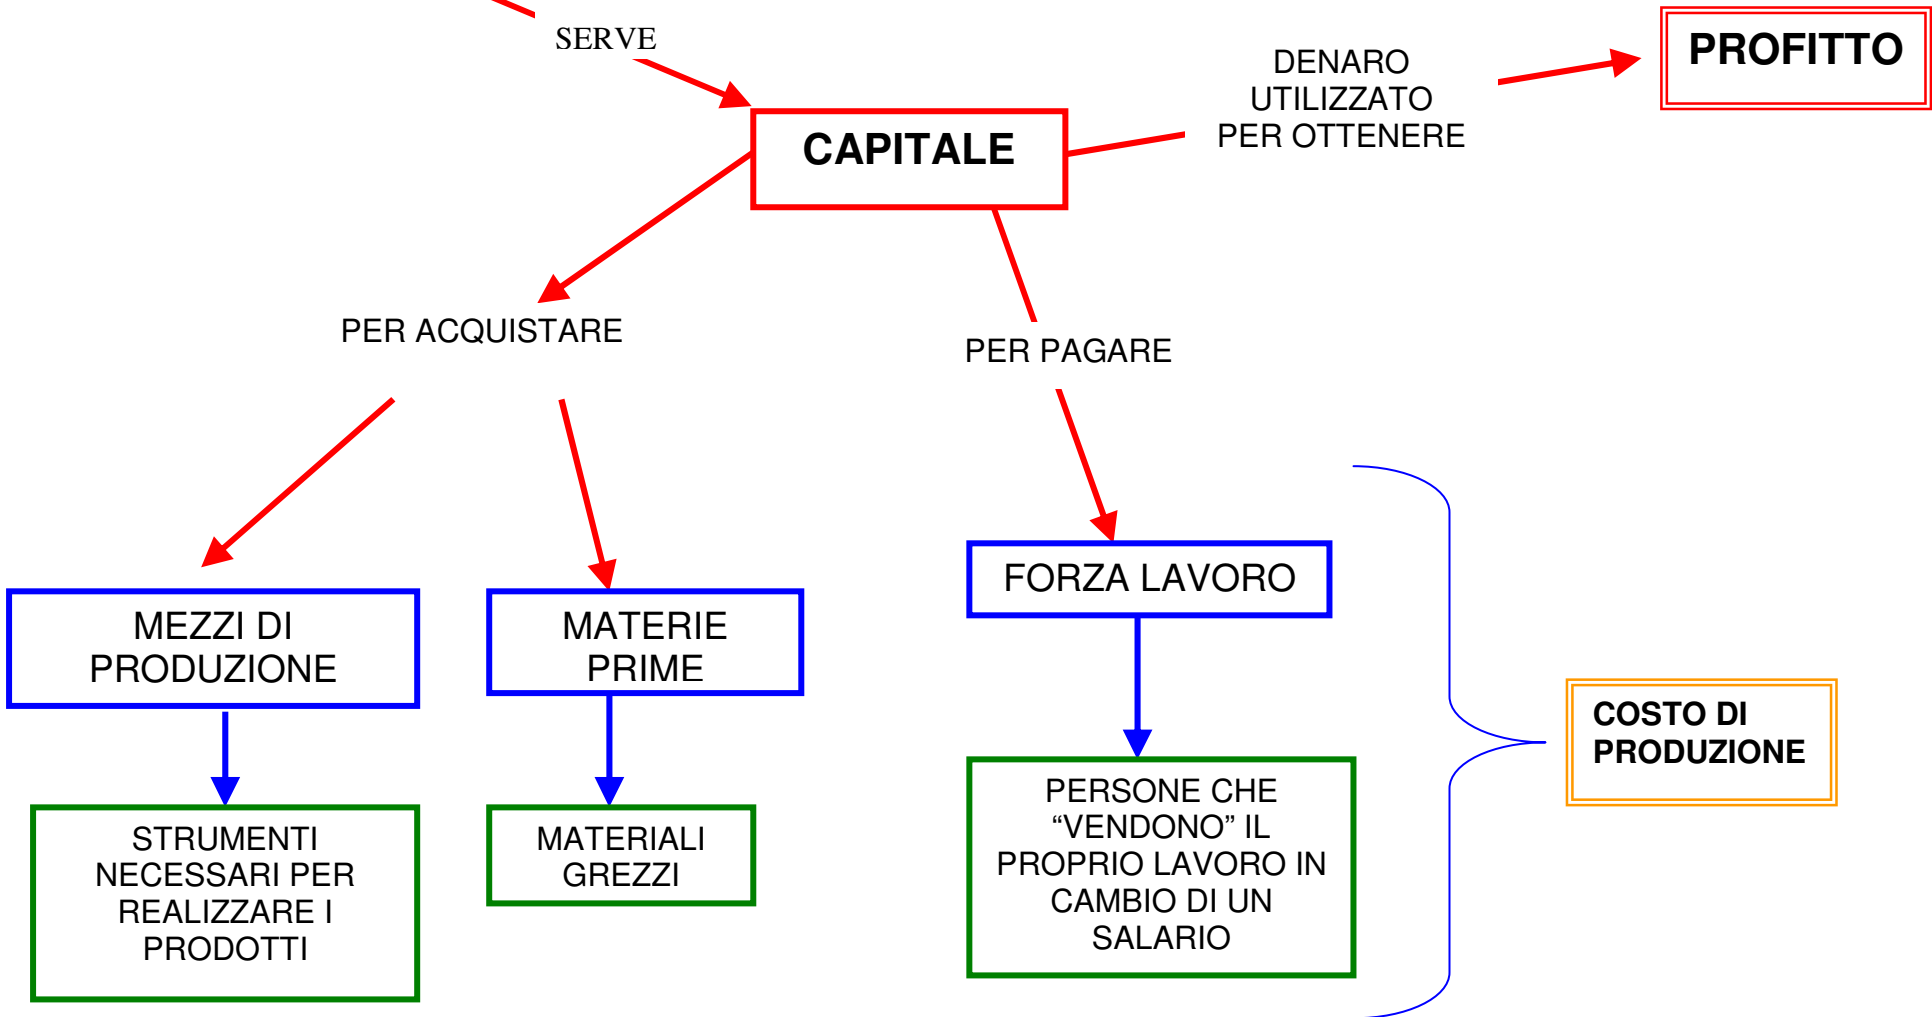 SERVE
DENARO
UTILIZZATO
PER OTTENERE
PROFITTO
CAPITALE
PER ACQUISTARE
PER PAGARE
MEZZI DI
PRODUZIONE
MATERIE
PRIME
FORZA LAVORO
STRUMENTI
NECESSARI PER
REALIZZARE I
PRODOTTI
MATERIALI
GREZZI
PERSONE CHE
“VENDONO” IL
PROPRIO LAVORO IN
CAMBIO DI UN
SALARIO
COSTO DI
PRODUZIONE